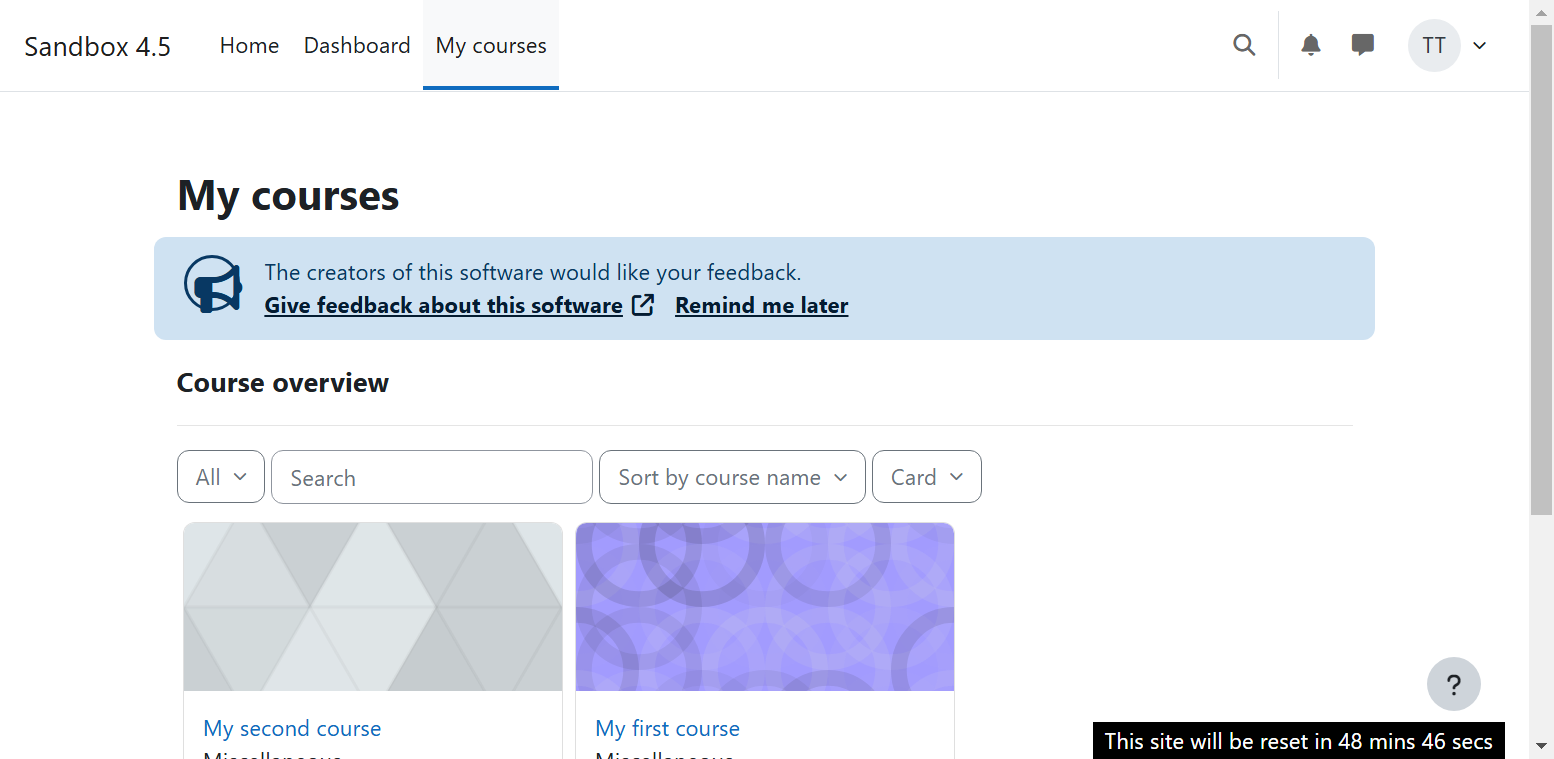 Sandbox 4.5 Home Dashboard My courses TT
My courses
The creators of this software would like your feedback.
Give feedback about this software Remind me later
Course overview
All Search Sort by course name Card
My second course My first course
Miscellaneous Miscellaneous
?
This site will be reset in 48 mins 46 secs